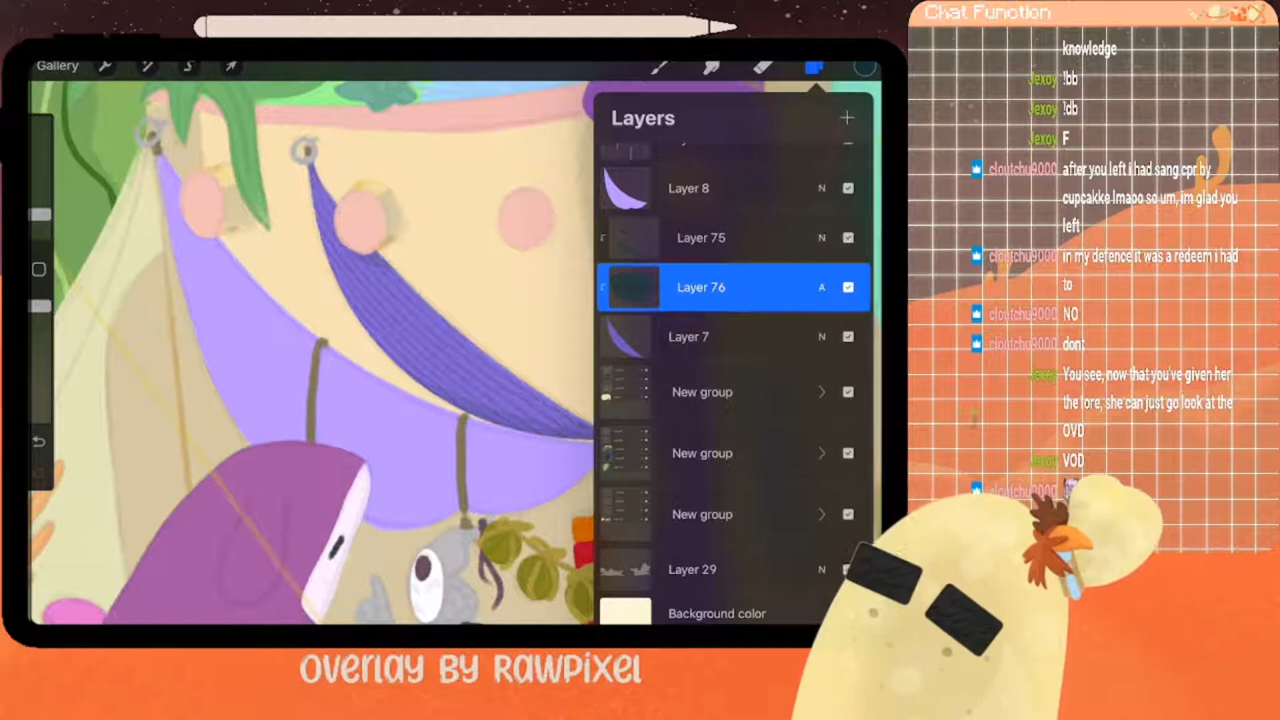 Chat Function
Gallery
Layers
Layer 8 N
Layer 75 N
Layer 76 A
Layer 7 N
New group
New group
New group
Layer 29 N
Background color
knowledge
Jexoy !bb
Jexoy !db
Jexoy F
cloutchu9000 after you left i had sang cpr by
cupcakke lmabo so um, im glad you
left
cloutchu9000 in my defence it was a redeem i had
to
cloutchu9000 NO
cloutchu9000 dont
Jexoy You see, now that you've given her
the lore, she can just go look at the
OVD
Jexoy VOD
cloutchu9000
Overlay by Rawpixel